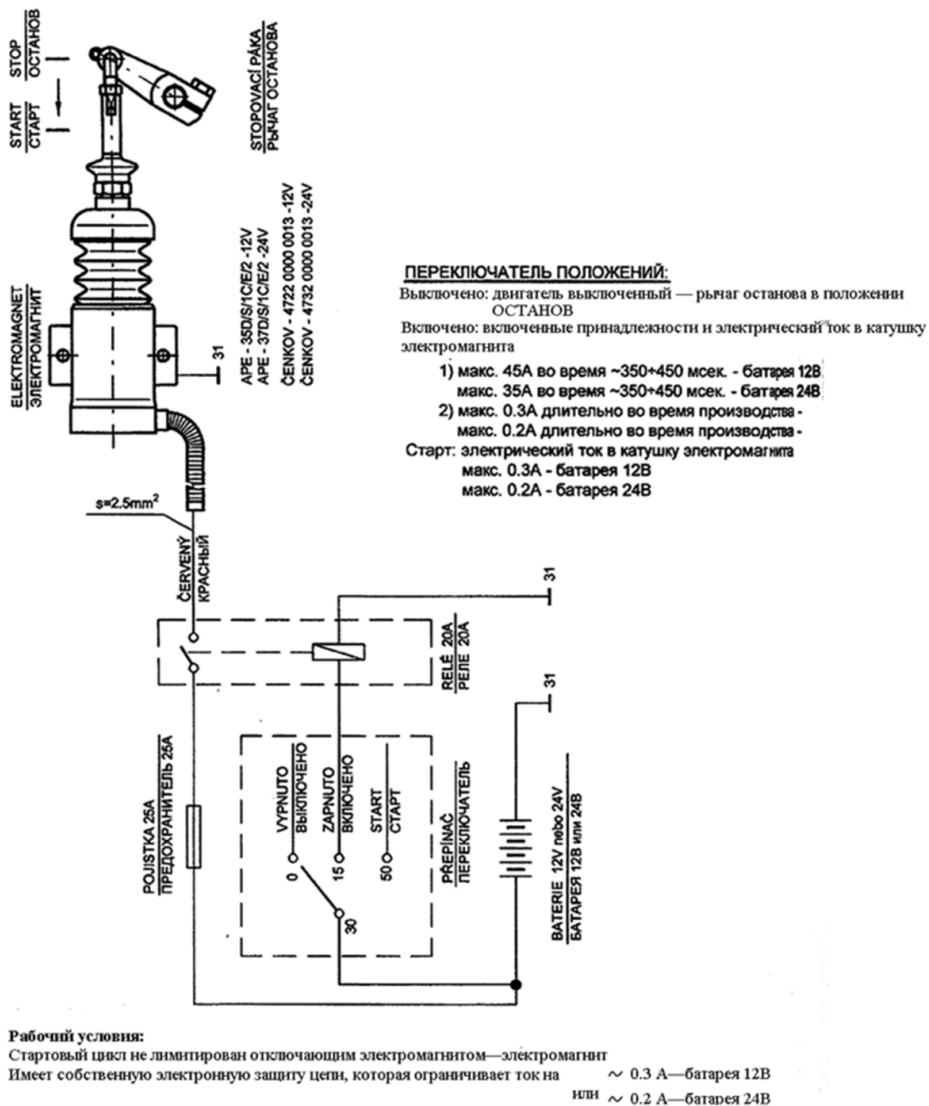 STOP
ОСТАНОВ
START
СТАРТ
STOPOVACÍ PÁKA
РЫЧАГ ОСТАНОВА
ELEKTROMAGNET
ЭЛЕКТРОМАГНИТ
31
APE - 35D/S/1C/E/2 -12V
APE - 37D/S/1C/E/2 -24V
ČENKOV - 4722 0000 0013 -12V
ČENKOV - 4732 0000 0013 -24V
ПЕРЕКЛЮЧАТЕЛЬ ПОЛОЖЕНИЙ:
Выключено: двигатель выключенный — рычаг останова в положении
ОСТАНОВ
Включено: включенные принадлежности и электрический ток в катушку
электромагнита
1) макс. 45А во время ~350÷450 мсек. - батарея 12В
макс. 35А во время ~350÷450 мсек. - батарея 24В
2) макс. 0.3А длительно во время производства -
макс. 0.2А длительно во время производства -
Старт: электрический ток в катушку электромагнита
макс. 0.3А - батарея 12В
макс. 0.2А - батарея 24В
s=2.5mm²
ČERVENÝ
КРАСНЫЙ
31
RELÉ 20A
РЕЛЕ 20A
31
POJISTKA 25A
ПРЕДОХРАНИТЕЛЬ 25A
VYPNUTO
ВЫКЛЮЧЕНО
ZAPNUTO
ВКЛЮЧЕНО
START
СТАРТ
0
15
50
30
PŘEPÍNAČ
ПЕРЕКЛЮЧАТЕЛЬ
BATERIE 12V nebo 24V
БАТАРЕЯ 12В или 24В
Рабочий условия:
Стартовый цикл не лимитирован отключающим электромагнитом—электромагнит
Имеет собственную электронную защиту цепи, которая ограничивает ток на ~ 0.3 А—батарея 12В
или ~ 0.2 А—батарея 24В